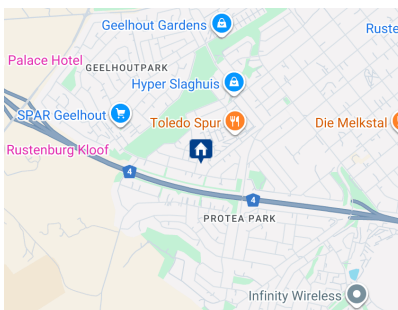 Geelhout Gardens
Ruste
Palace Hotel
GEELHOUTPARK
Hyper Slaghuis
SPAR Geelhout
Toledo Spur
Die Melkstal
Rustenburg Kloof
4
4
PROTEA PARK
Infinity Wireless